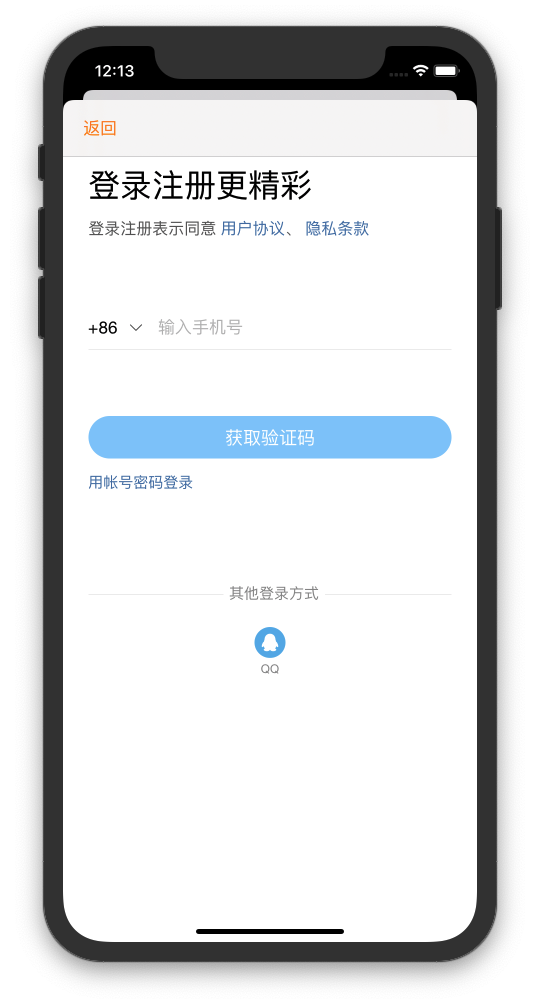 12:13
返回
登录注册更精彩
登录注册表示同意 用户协议、 隐私条款
+86 输入手机号
获取验证码
用帐号密码登录
其他登录方式
QQ